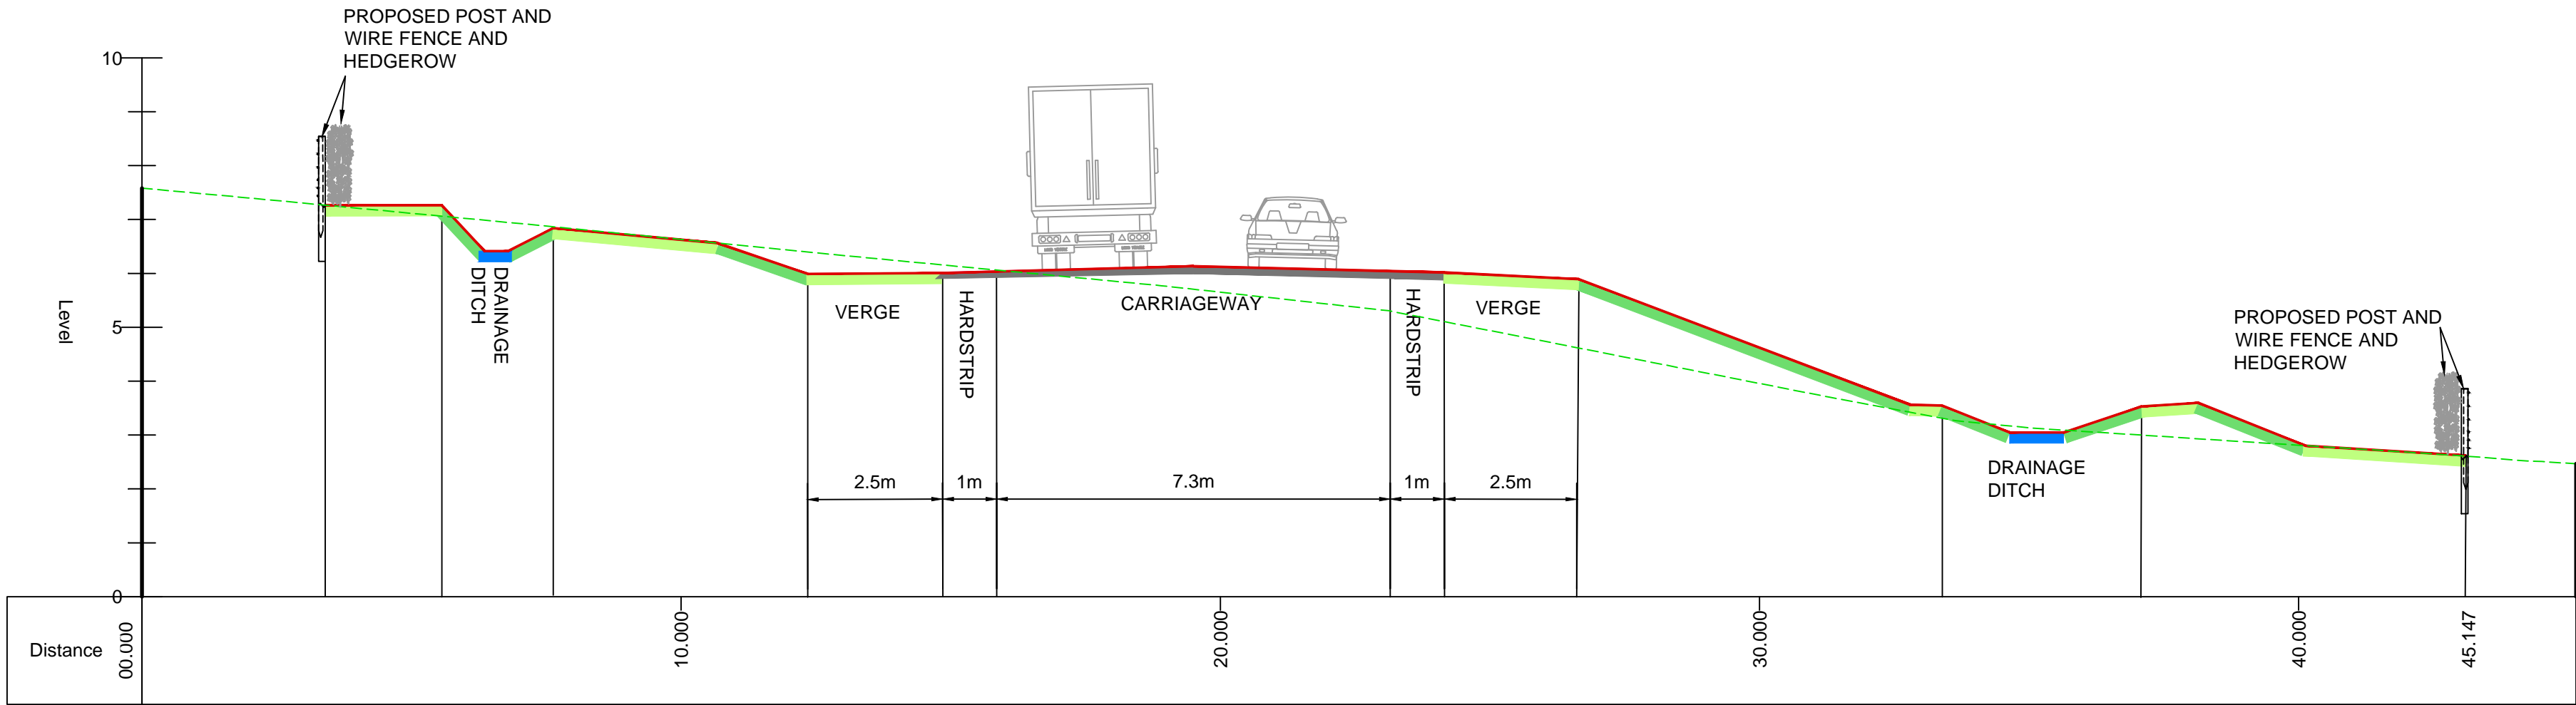 PROPOSED POST AND
WIRE FENCE AND
HEDGEROW
10
5
0
Level
DRAINAGE
DITCH
VERGE
HARDSTRIP
CARRIAGEWAY
HARDSTRIP
VERGE
PROPOSED POST AND
WIRE FENCE AND
HEDGEROW
DRAINAGE
DITCH
2.5m
1m
7.3m
1m
2.5m
Distance
00.000
10.000
20.000
30.000
40.000
45.147